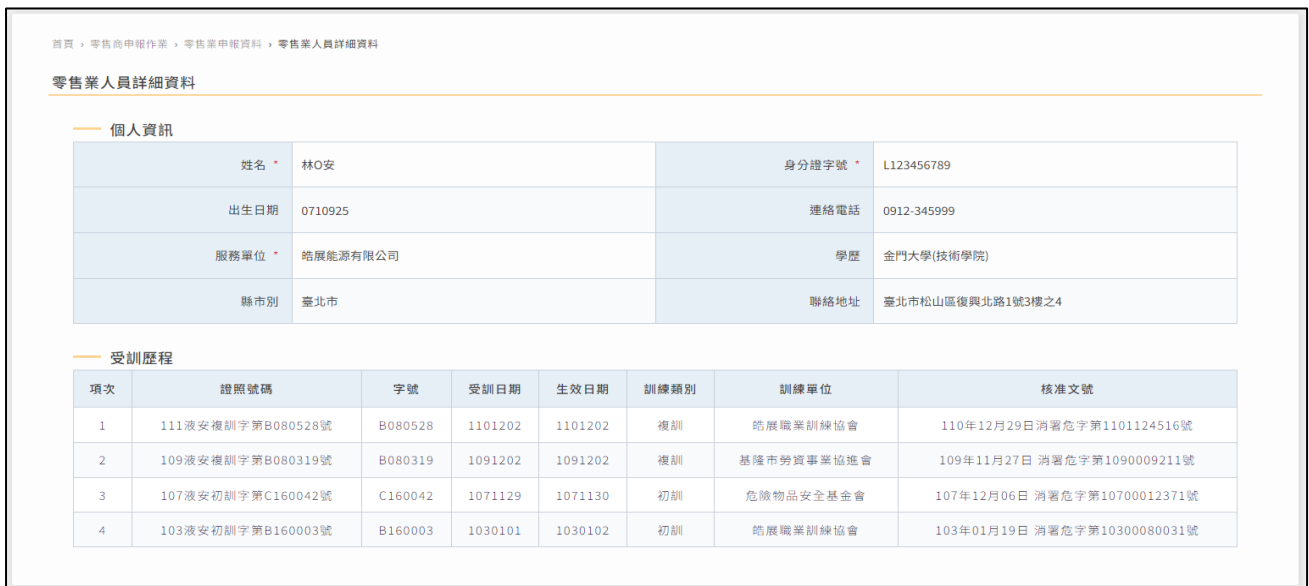 首頁 › 零售商申報作業 › 零售業申報資料 › 零售業人員詳細資料
零售業人員詳細資料
個人資訊
姓名 * 林O安 身分證字號 * L123456789
出生日期 0710925 連絡電話 0912-345999
服務單位 * 皓展能源有限公司 學歷 金門大學(技術學院)
縣市別 臺北市 聯絡地址 臺北市松山區復興北路1號3樓之4
受訓歷程
項次 證照號碼 字號 受訓日期 生效日期 訓練類別 訓練單位 核准文號
1 111液安複訓字第B080528號 B080528 1101202 1101202 複訓 皓展職業訓練協會 110年12月29日消署危字第1101124516號
2 109液安複訓字第B080319號 B080319 1091202 1091202 複訓 基隆市勞資事業協進會 109年11月27日 消署危字第1090009211號
3 107液安初訓字第C160042號 C160042 1071129 1071130 初訓 危險物品安全基金會 107年12月06日 消署危字第10700012371號
4 103液安初訓字第B160003號 B160003 1030101 1030102 初訓 皓展職業訓練協會 103年01月19日 消署危字第10300080031號